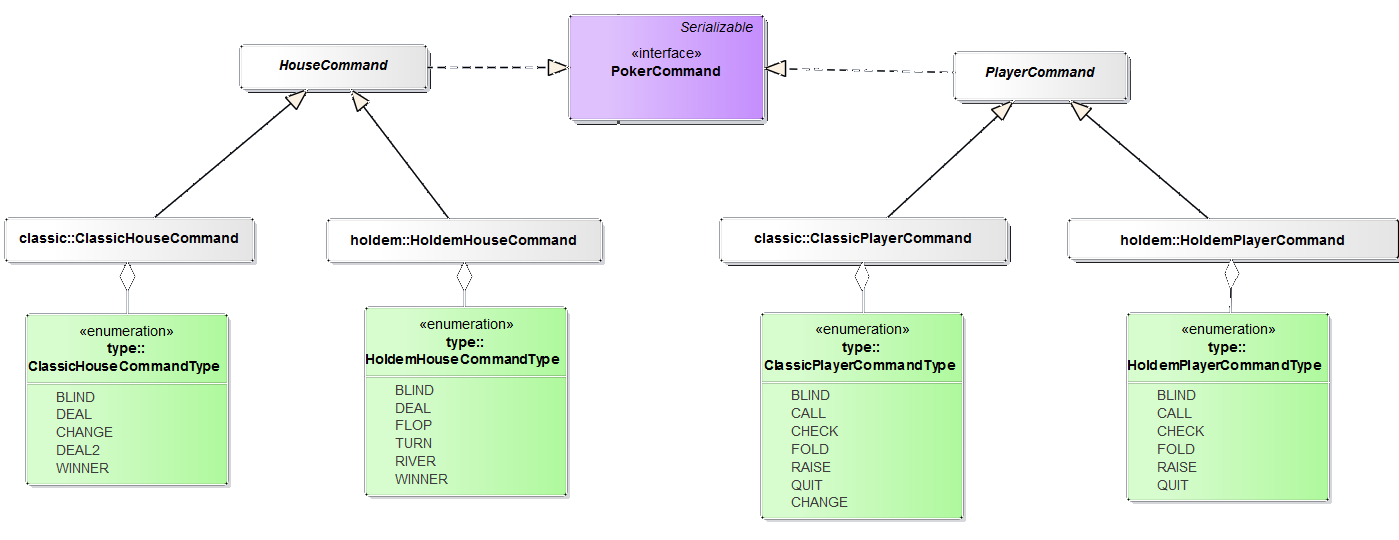 Serializable
«interface»
PokerCommand
HouseCommand
PlayerCommand
classic::ClassicHouseCommand
holdem::HoldemHouseCommand
classic::ClassicPlayerCommand
holdem::HoldemPlayerCommand
«enumeration»
type::
ClassicHouseCommandType
BLIND
DEAL
CHANGE
DEAL2
WINNER
«enumeration»
type::
HoldemHouseCommandType
BLIND
DEAL
FLOP
TURN
RIVER
WINNER
«enumeration»
type::
ClassicPlayerCommandType
BLIND
CALL
CHECK
FOLD
RAISE
QUIT
CHANGE
«enumeration»
type::
HoldemPlayerCommandType
BLIND
CALL
CHECK
FOLD
RAISE
QUIT